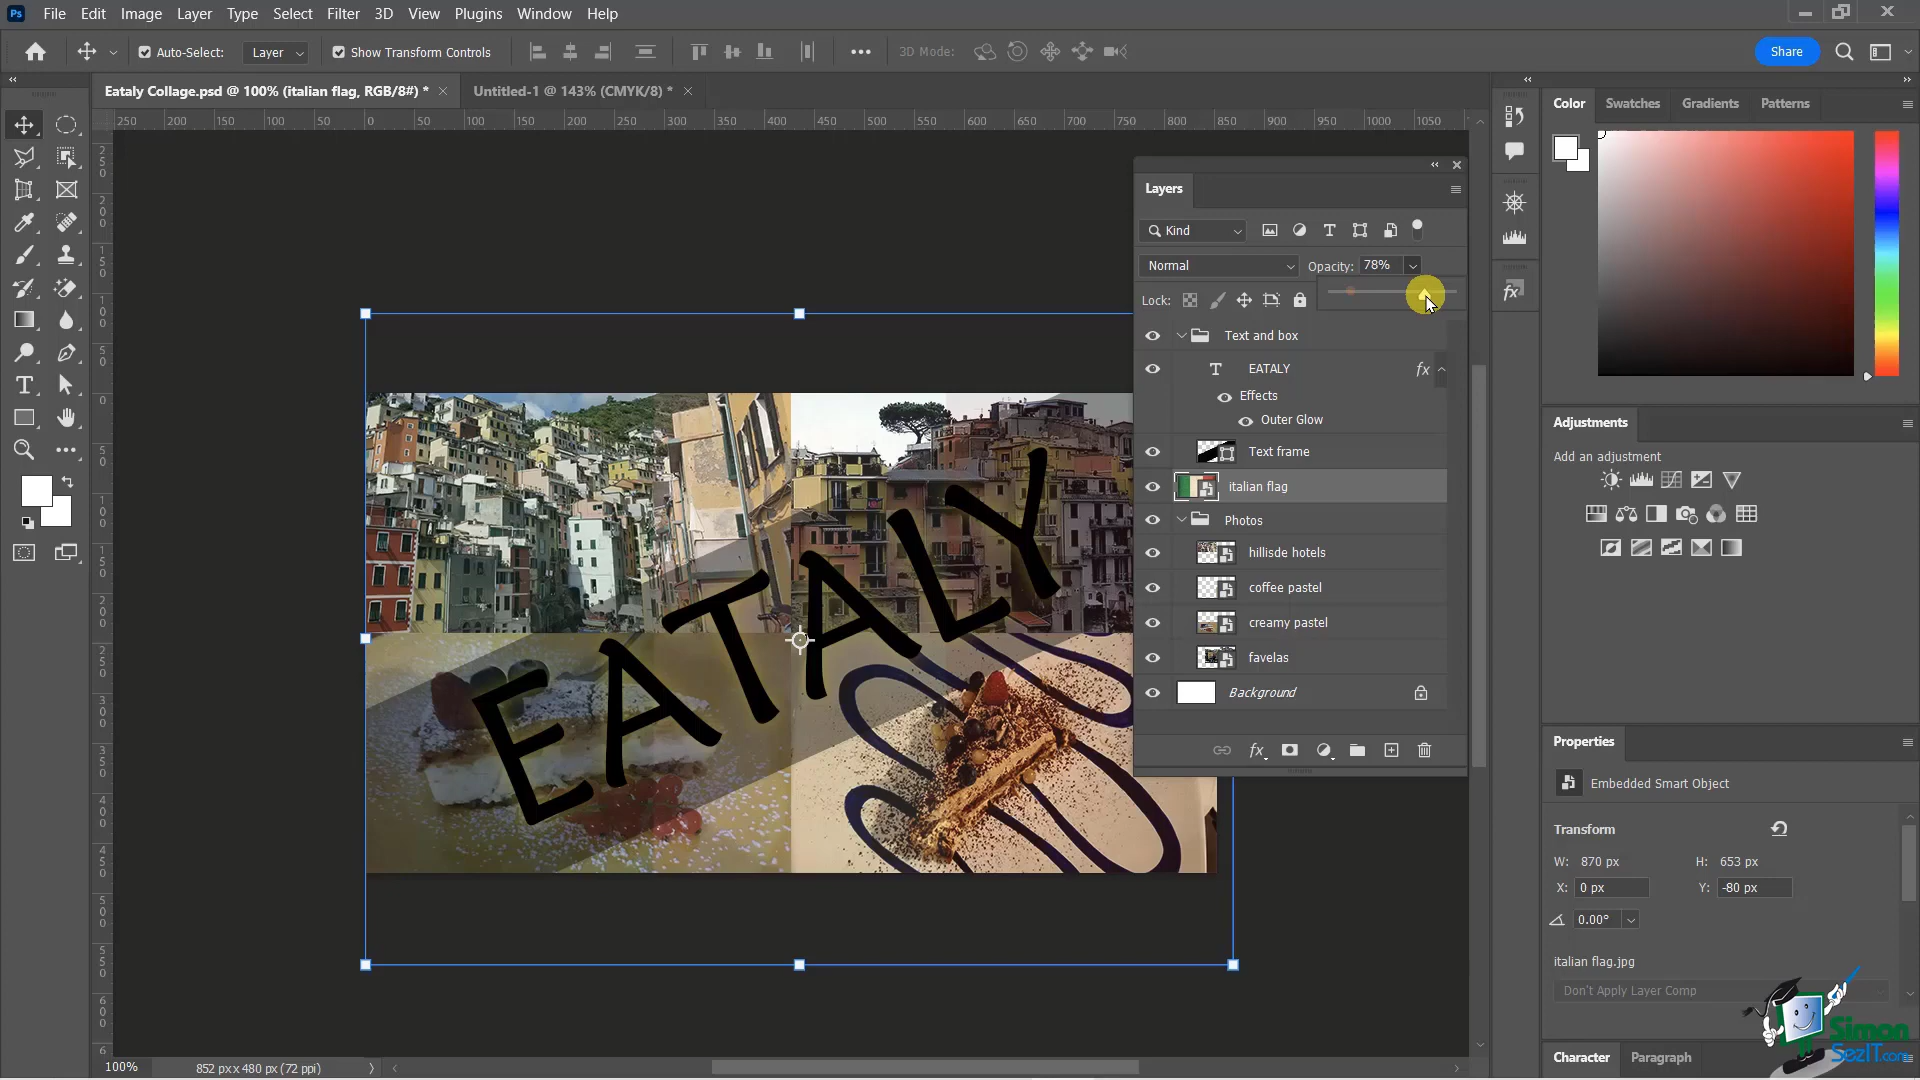 Ps File Edit Image Layer Type Select Filter 3D View Plugins Window Help
Auto-Select: Layer Show Transform Controls 3D Mode: Share
Eataly Collage.psd @ 100% (italian flag, RGB/8#) * Untitled-1 @ 143% (CMYK/8) *
250 200 150 100 50 0 50 100 150 200 250 300 350 400 450 500 550 600 650 700 750 800 850 900 950 1000 1050
Layers
Kind
Normal Opacity: 78%
Lock:
Text and box
T EATALY fx
Effects
Outer Glow
Text frame
italian flag
Photos
hillisde hotels
coffee pastel
creamy pastel
favelas
Background
fx
EATALY
Color Swatches Gradients Patterns
fx
Adjustments
Add an adjustment
Properties
Embedded Smart Object
Transform
W: 870 px H: 653 px
X: 0 px Y: -80 px
0.00°
italian flag.jpg
Don't Apply Layer Comp
Simon
SezIT.com
Character Paragraph
100% 852 px x 480 px (72 ppi)